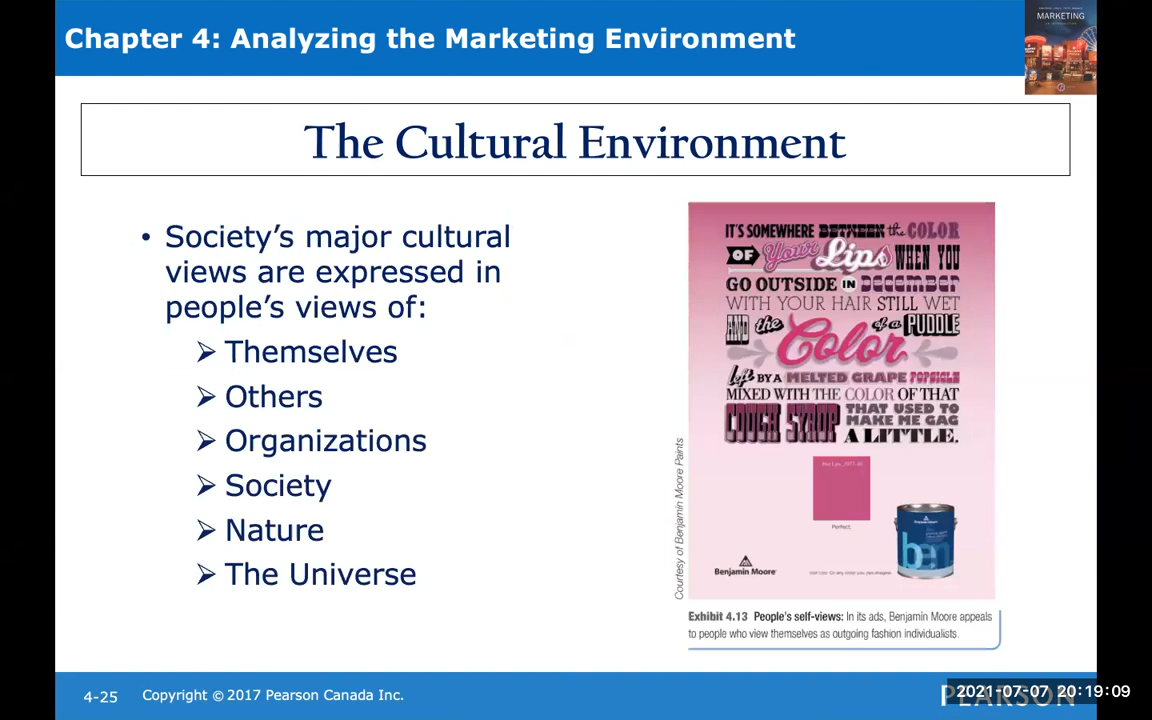 Chapter 4: Analyzing the Marketing Environment
MARKETING
The Cultural Environment
• Society's major cultural
views are expressed in
people's views of:
➢ Themselves
➢ Others
➢ Organizations
➢ Society
➢ Nature
➢ The Universe
IT'S SOMEWHERE BETWEEN the COLOR
OF Your Lips WHEN YOU
GO OUTSIDE IN DECEMBER
WITH YOUR HAIR STILL WET
AND the Color of a PUDDLE
left BY A MELTED GRAPE POPSICLE
MIXED WITH THE COLOR OF THAT
COUGH SYRUP THAT USED TO
MAKE ME GAG
A LITTLE.
Perfect.
Benjamin Moore
ben
Courtesy of Benjamin Moore Paints
Exhibit 4.13 People's self-views: In its ads, Benjamin Moore appeals
to people who view themselves as outgoing fashion individualists.
4-25
Copyright © 2017 Pearson Canada Inc.
PEARSON
2021-07-07 20:19:09